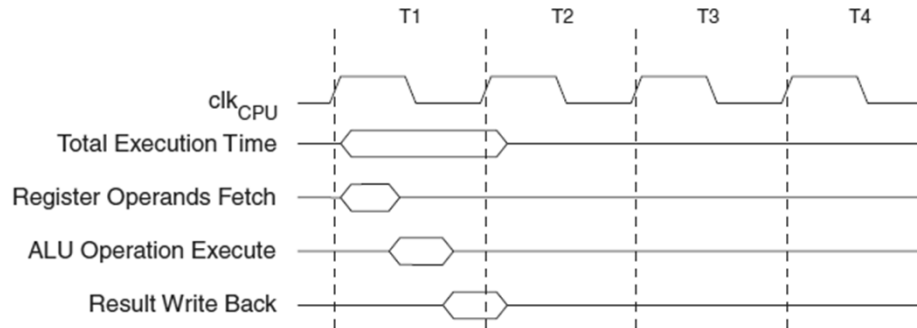 T1 T2 T3 T4
clkCPU
Total Execution Time
Register Operands Fetch
ALU Operation Execute
Result Write Back